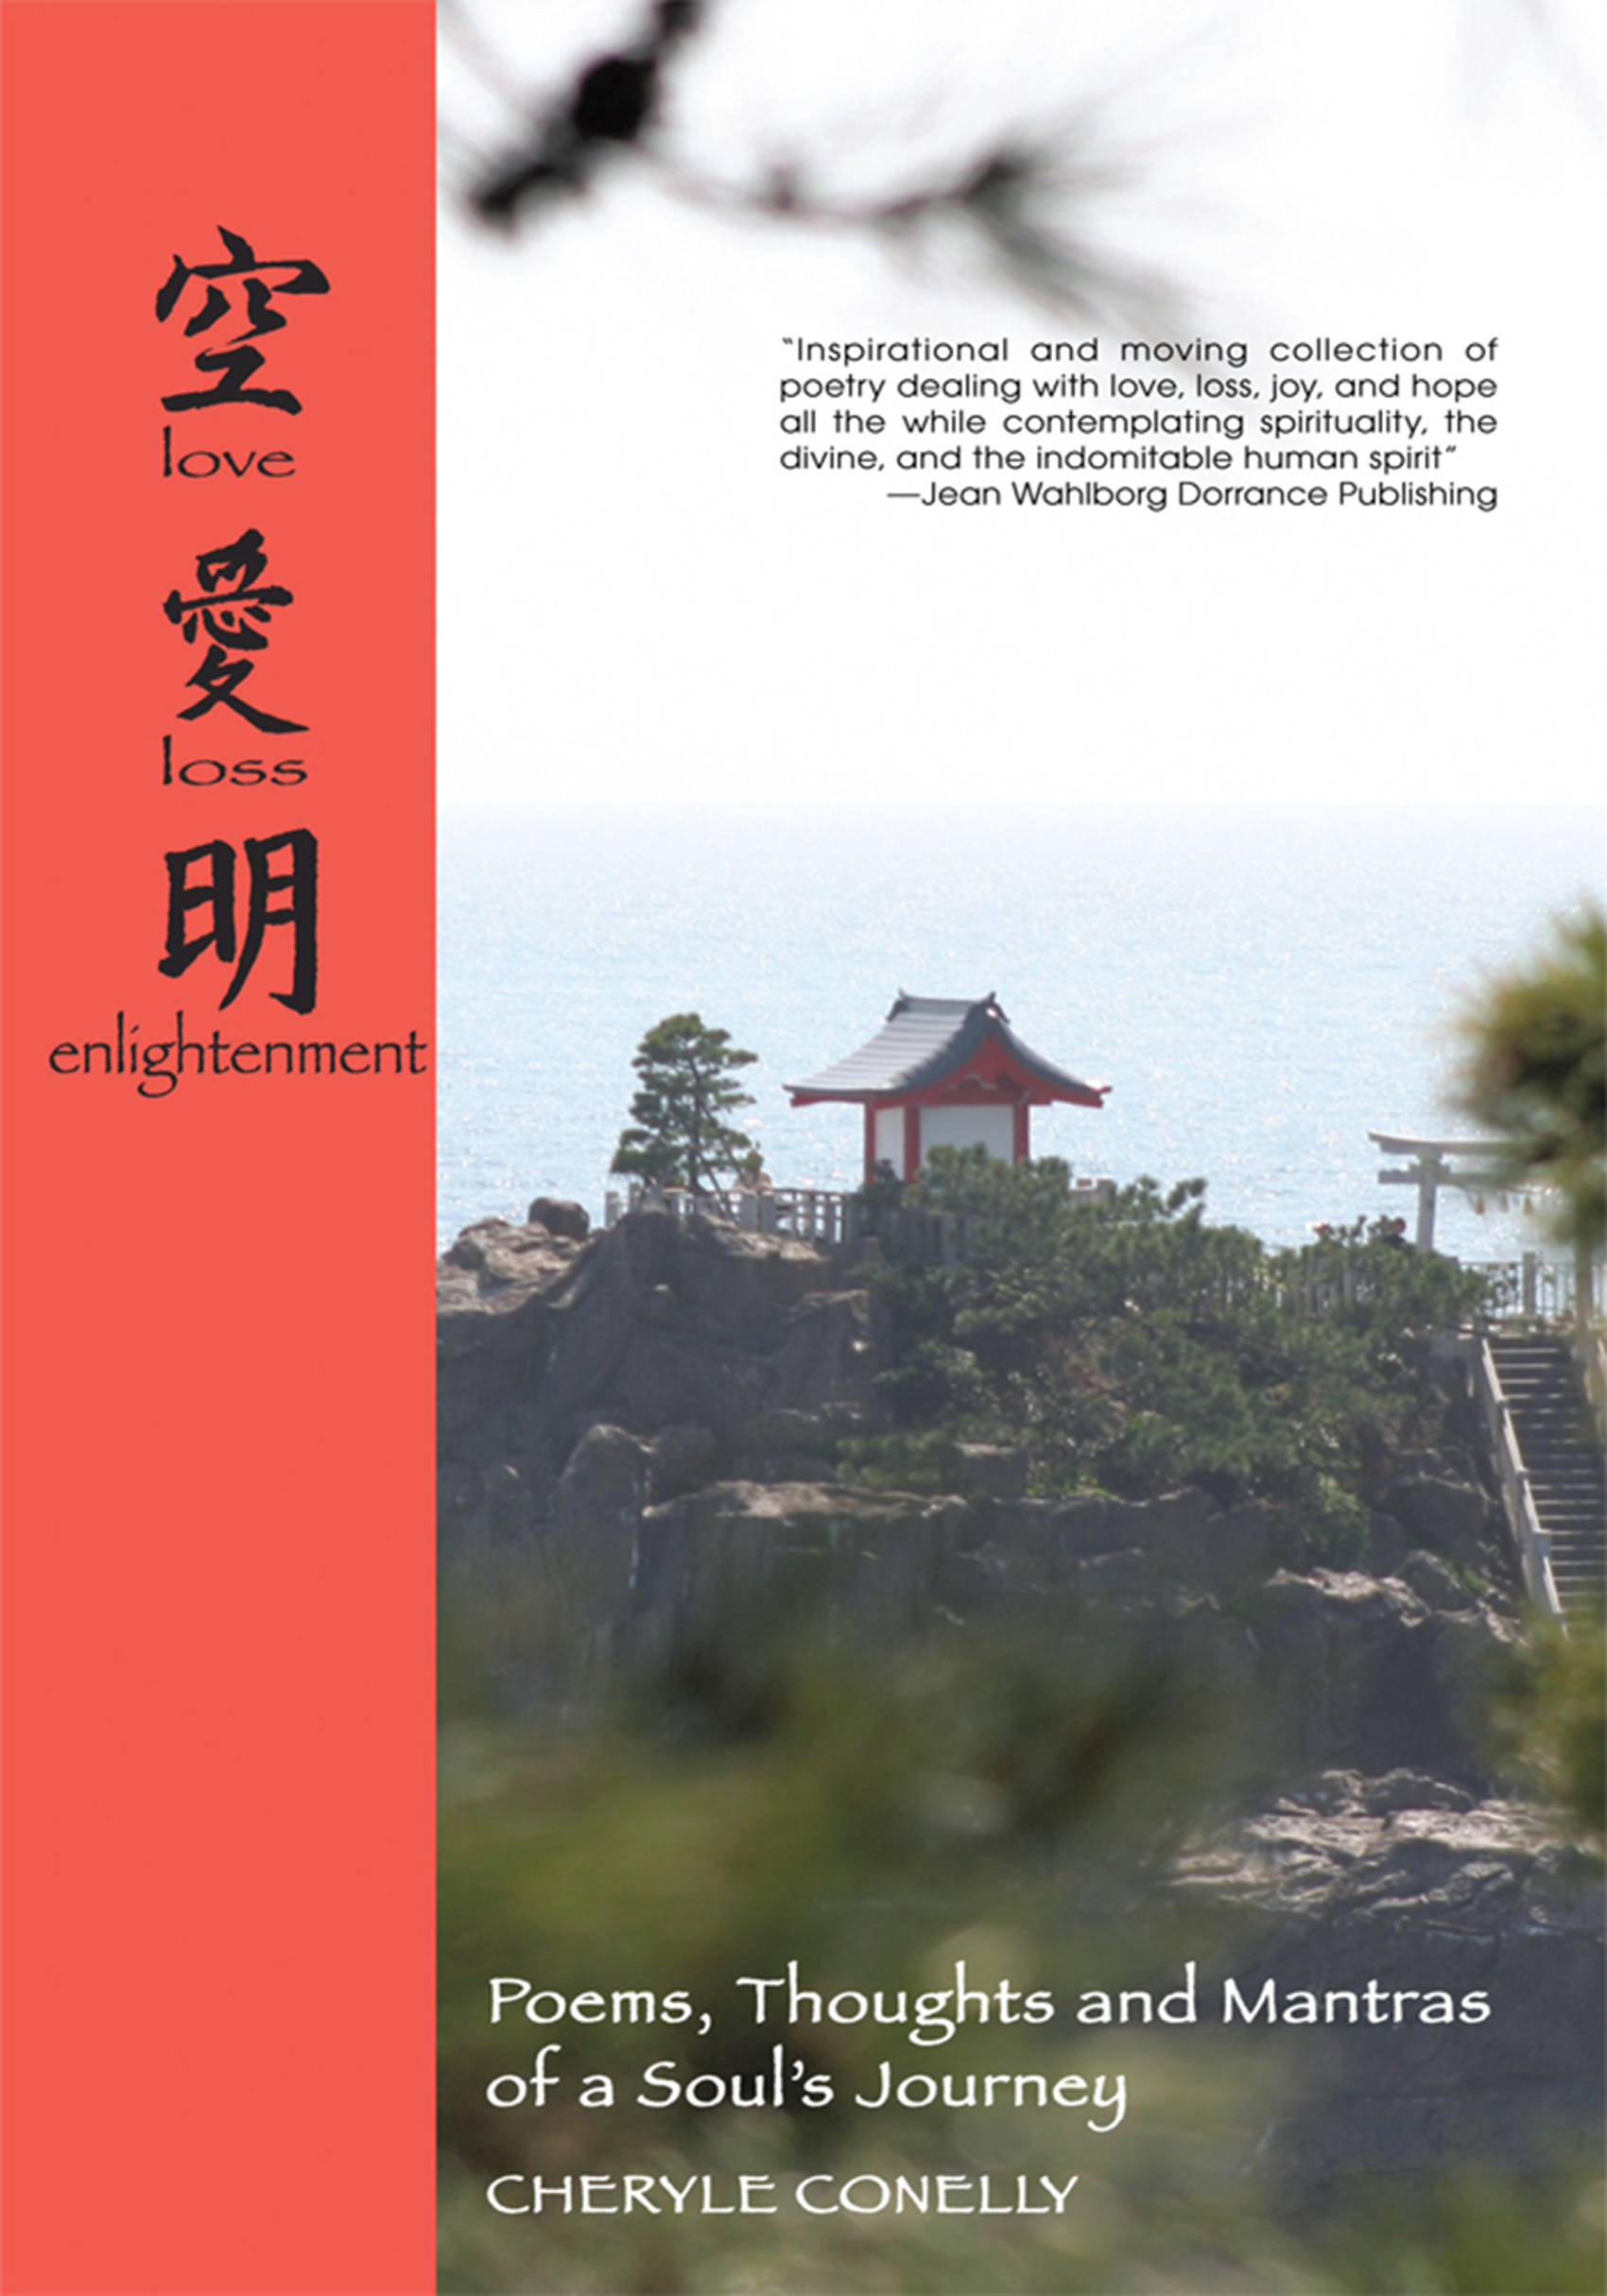 空
love
愛
loss
明
enlightenment
“Inspirational and moving collection of
poetry dealing with love, loss, joy, and hope
all the while contemplating spirituality, the
divine, and the indomitable human spirit”
—Jean Wahlborg Dorrance Publishing
Poems, Thoughts and Mantras
of a Soul’s Journey
CHERYLE CONELLY